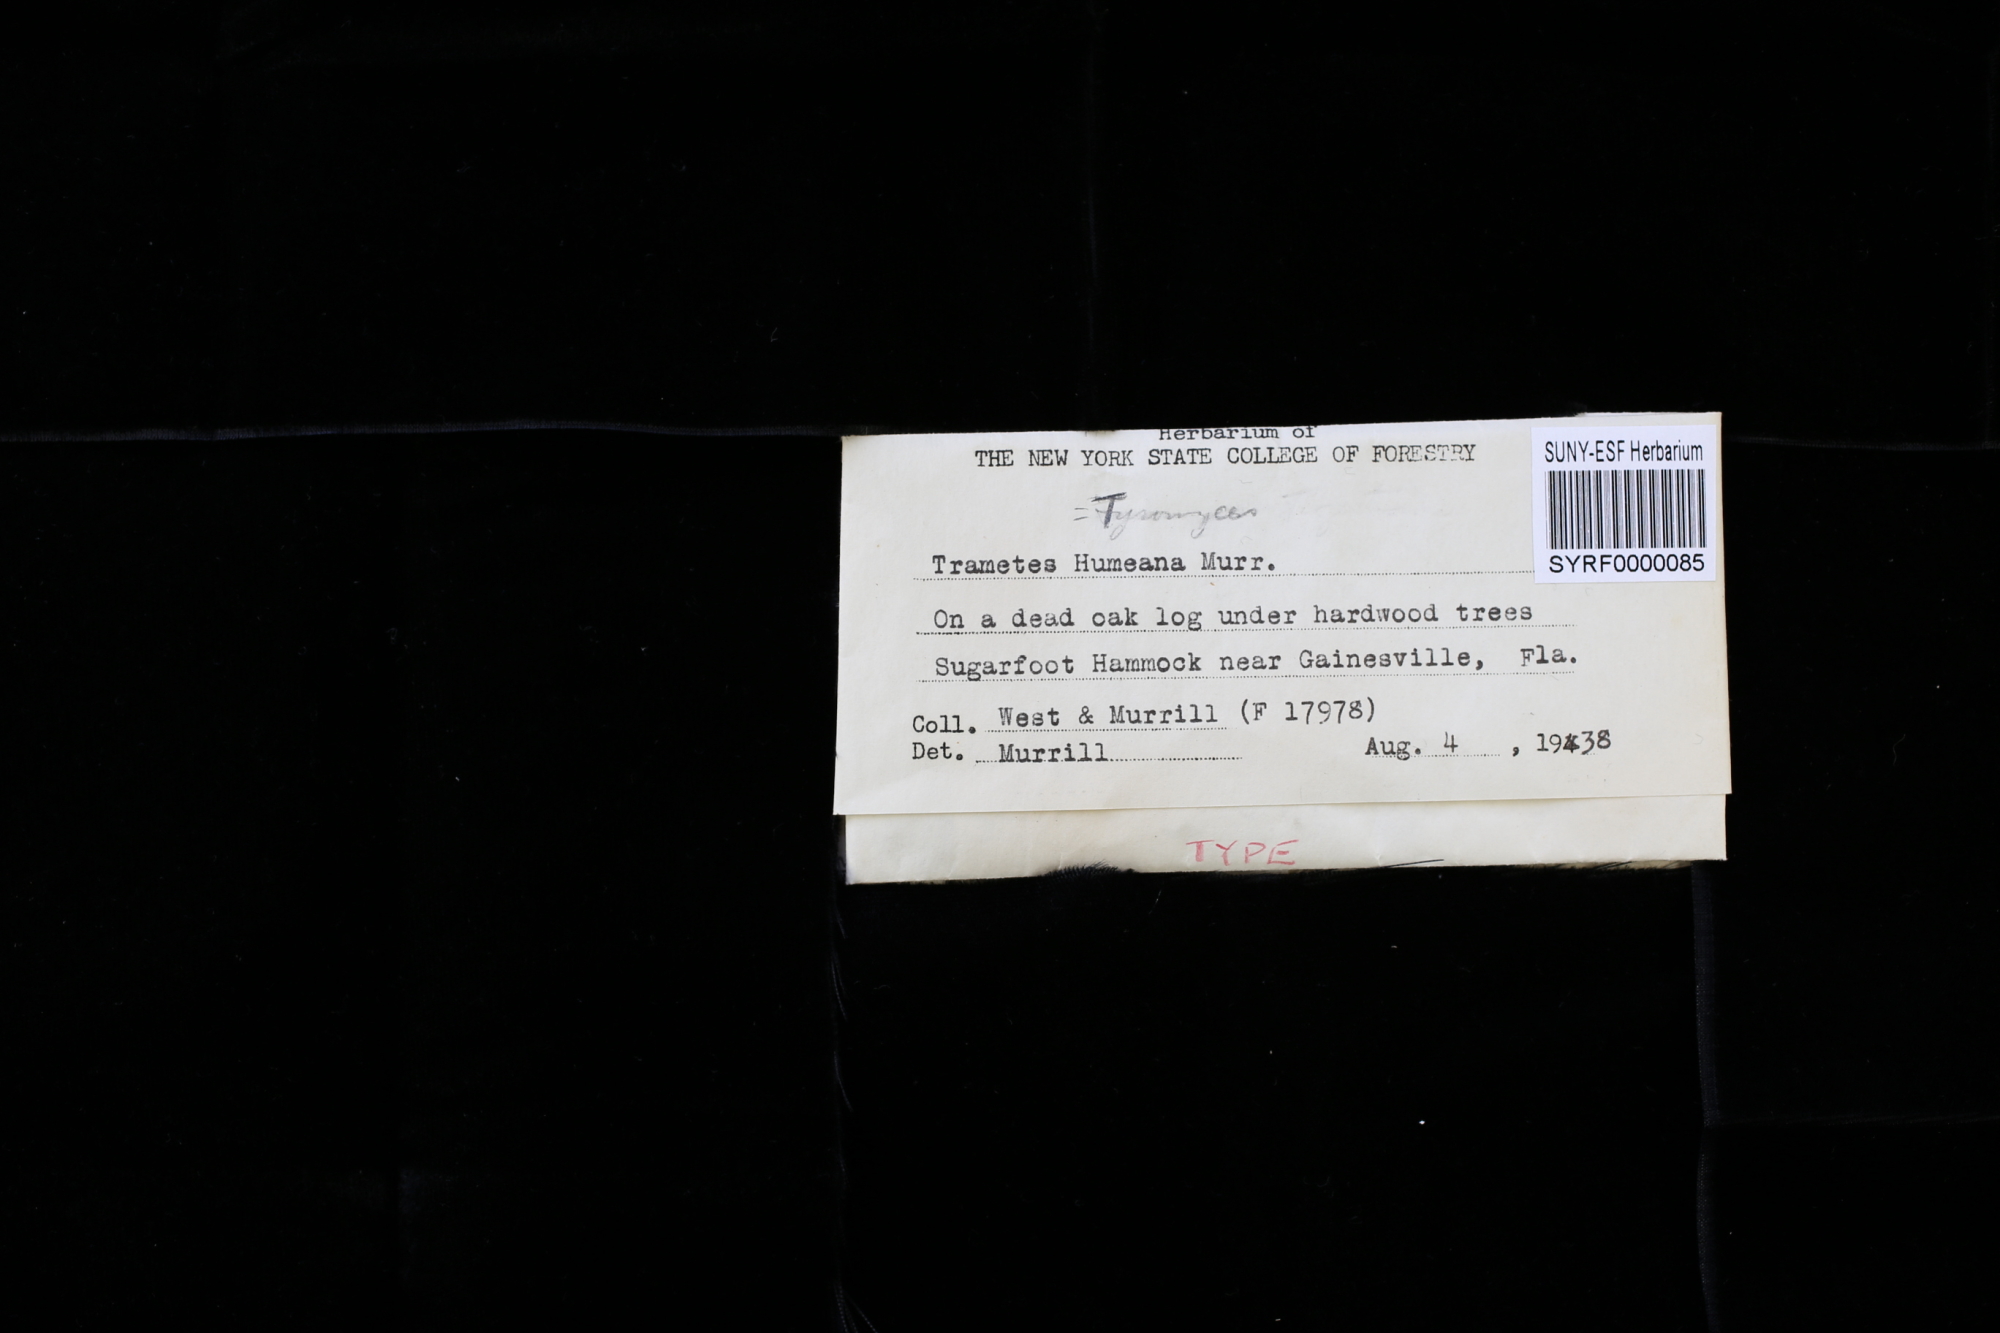 Herbarium of
THE NEW YORK STATE COLLEGE OF FORESTRY
SUNY-ESF Herbarium
SYRF0000085
= Tyromyces
Trametes Humeana Murr.
On a dead oak log under hardwood trees
Sugarfoot Hammock near Gainesville, Fla.
Coll. West & Murrill (F 17978)
Det. Murrill Aug. 4 , 1938
TYPE